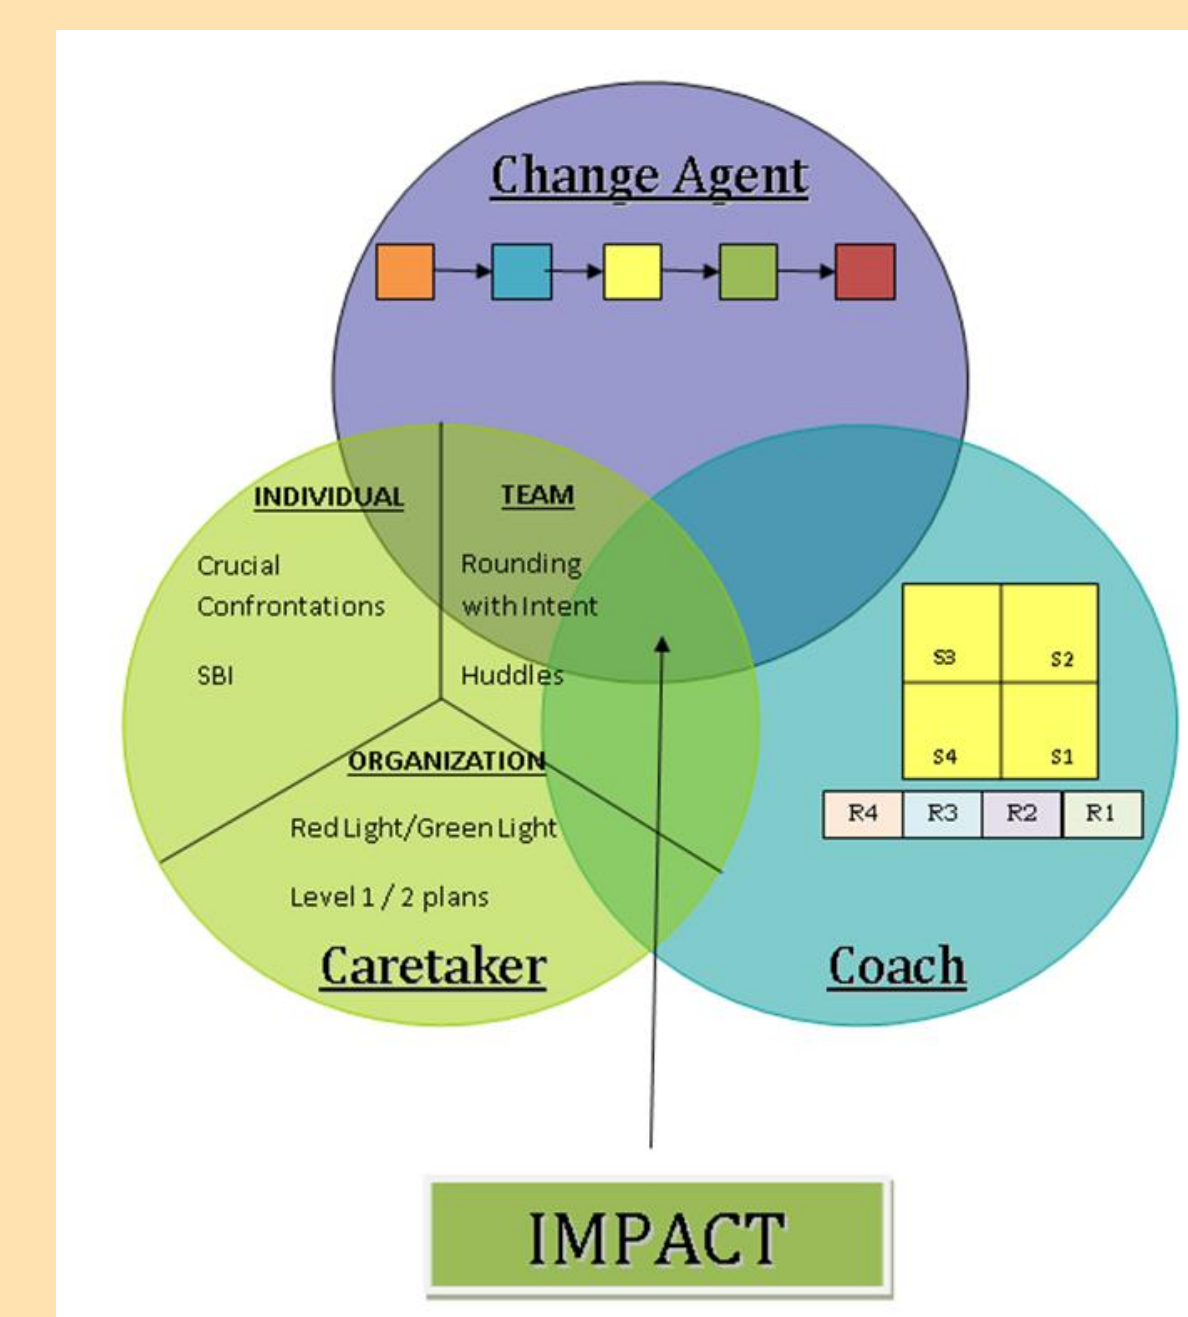 Change Agent
INDIVIDUAL
Crucial
Confrontations
SBI
TEAM
Rounding
with Intent
Huddles
ORGANIZATION
Red Light/Green Light
Level 1 / 2 plans
Caretaker
S3 S2
S4 S1
R4 R3 R2 R1
Coach
IMPACT